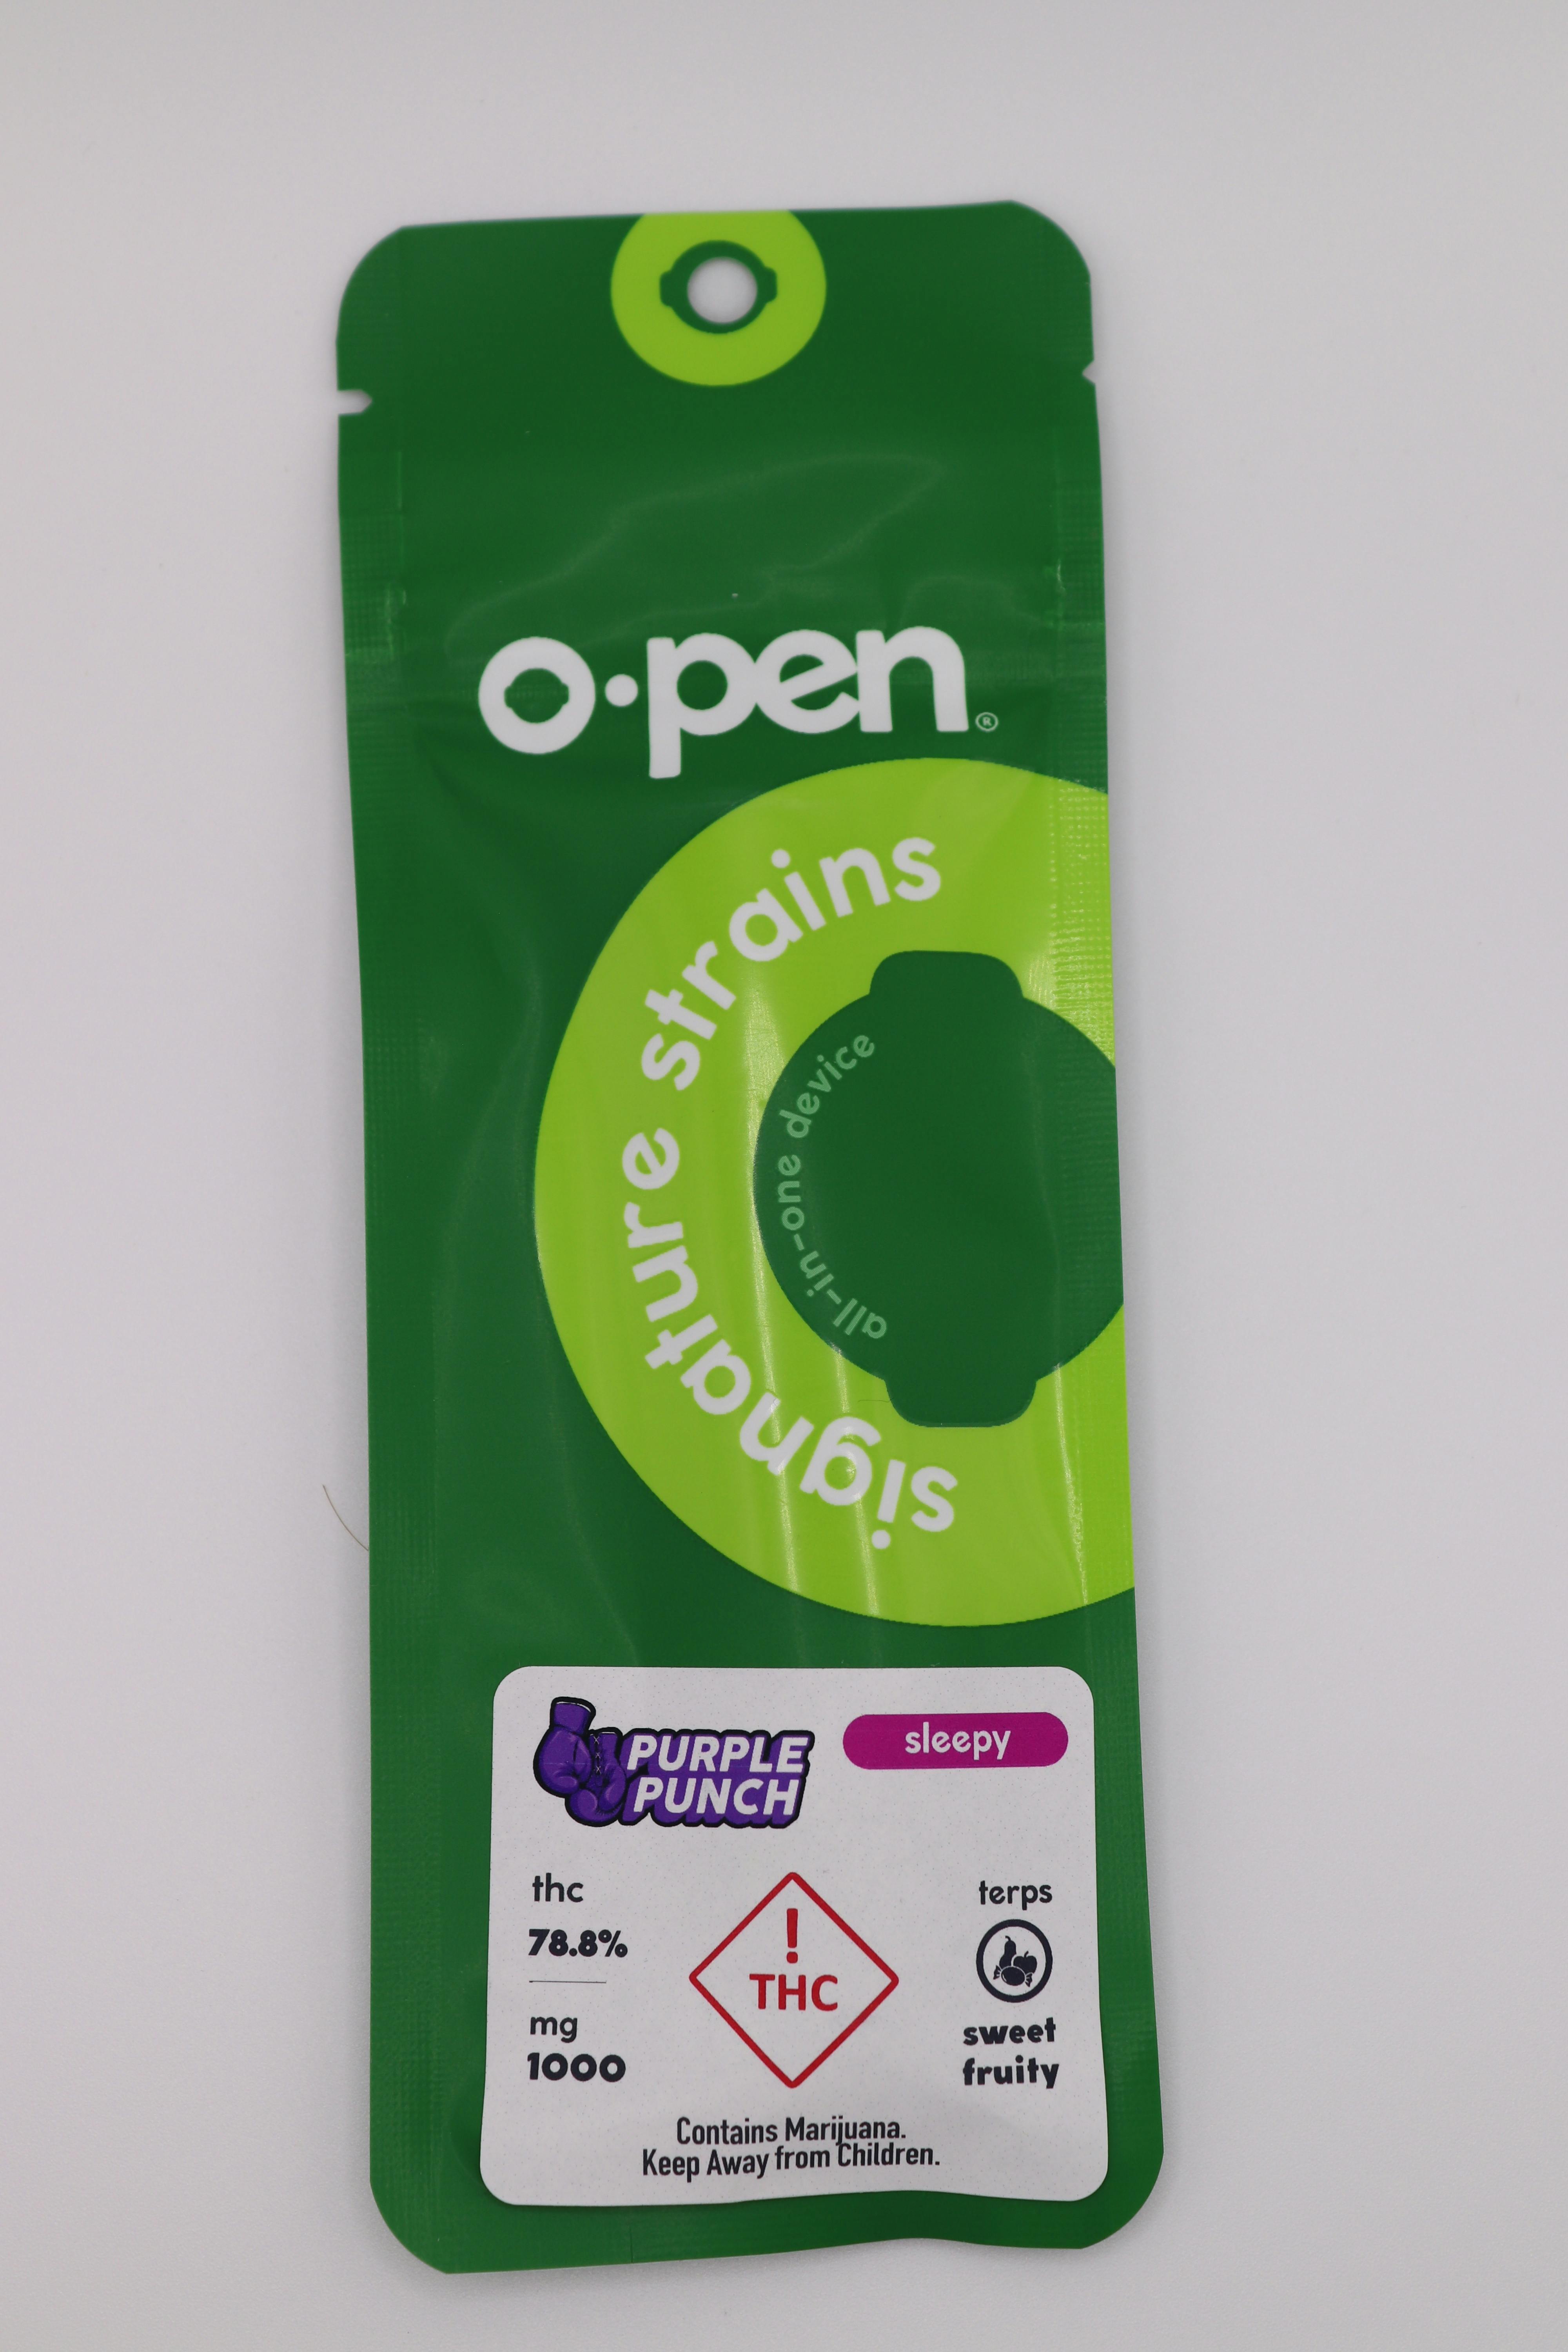 o•pen®
signature strains
all-in-one device
PURPLE
PUNCH
sleepy
thc
78.8%
mg
1000
!
THC
terps
sweet
fruity
Contains Marijuana.
Keep Away from Children.